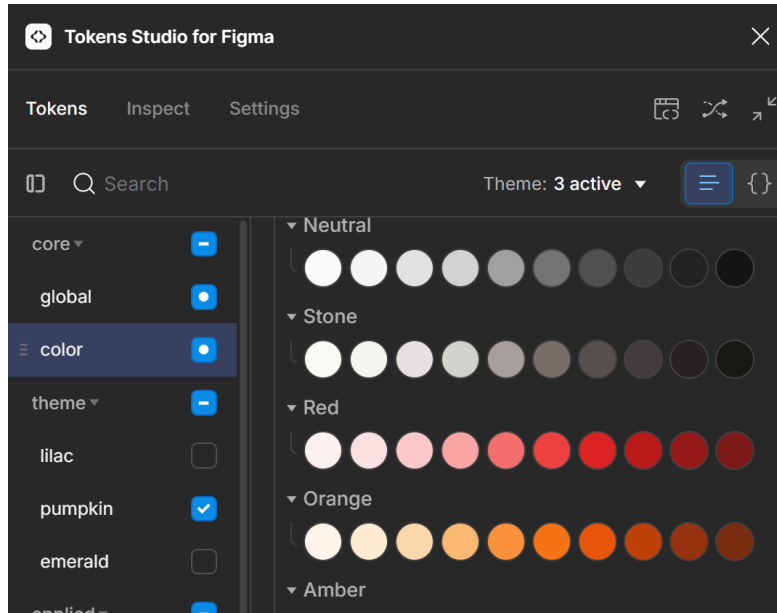 Tokens Studio for Figma
Tokens Inspect Settings
Search
Theme: 3 active
core
global
color
theme
lilac
pumpkin
emerald
applied
Neutral
Stone
Red
Orange
Amber